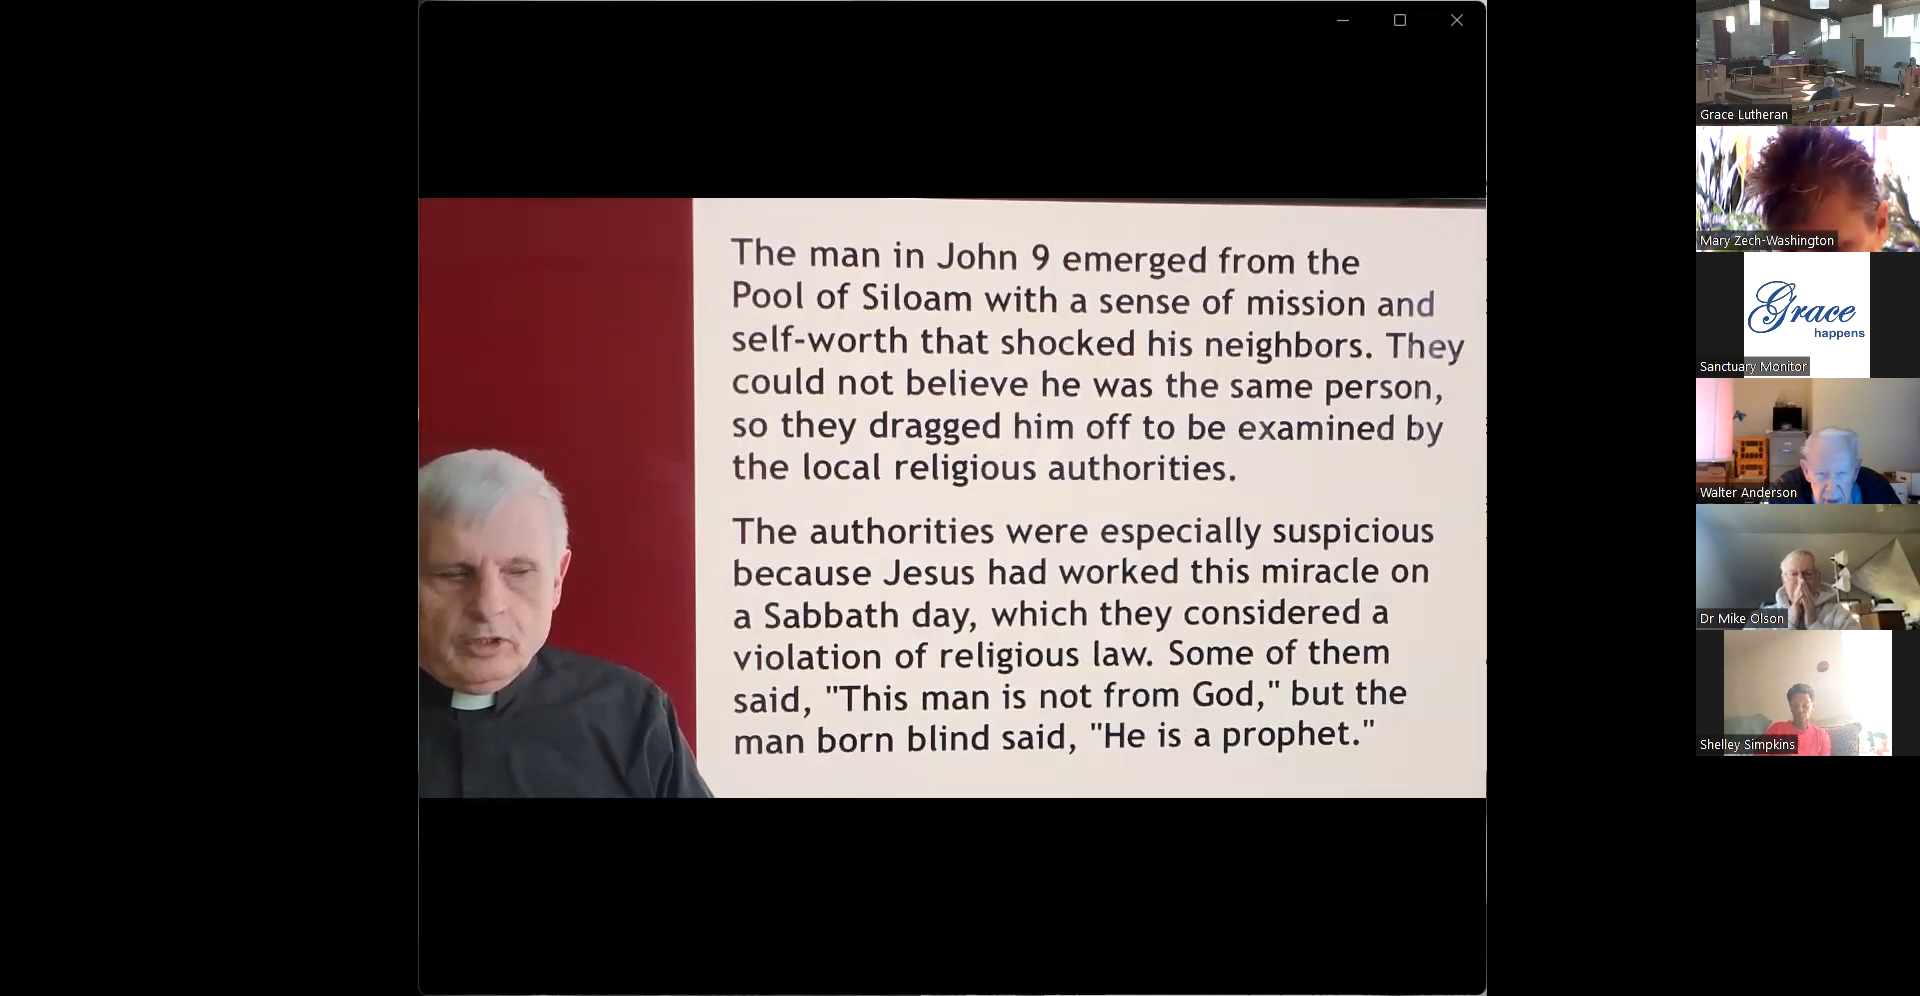 The man in John 9 emerged from the
Pool of Siloam with a sense of mission and
self-worth that shocked his neighbors. They
could not believe he was the same person,
so they dragged him off to be examined by
the local religious authorities.
The authorities were especially suspicious
because Jesus had worked this miracle on
a Sabbath day, which they considered a
violation of religious law. Some of them
said, "This man is not from God," but the
man born blind said, "He is a prophet."
Grace Lutheran
Mary Zech-Washington
Grace
happens
Sanctuary Monitor
Walter Anderson
Dr Mike Olson
Shelley Simpkins